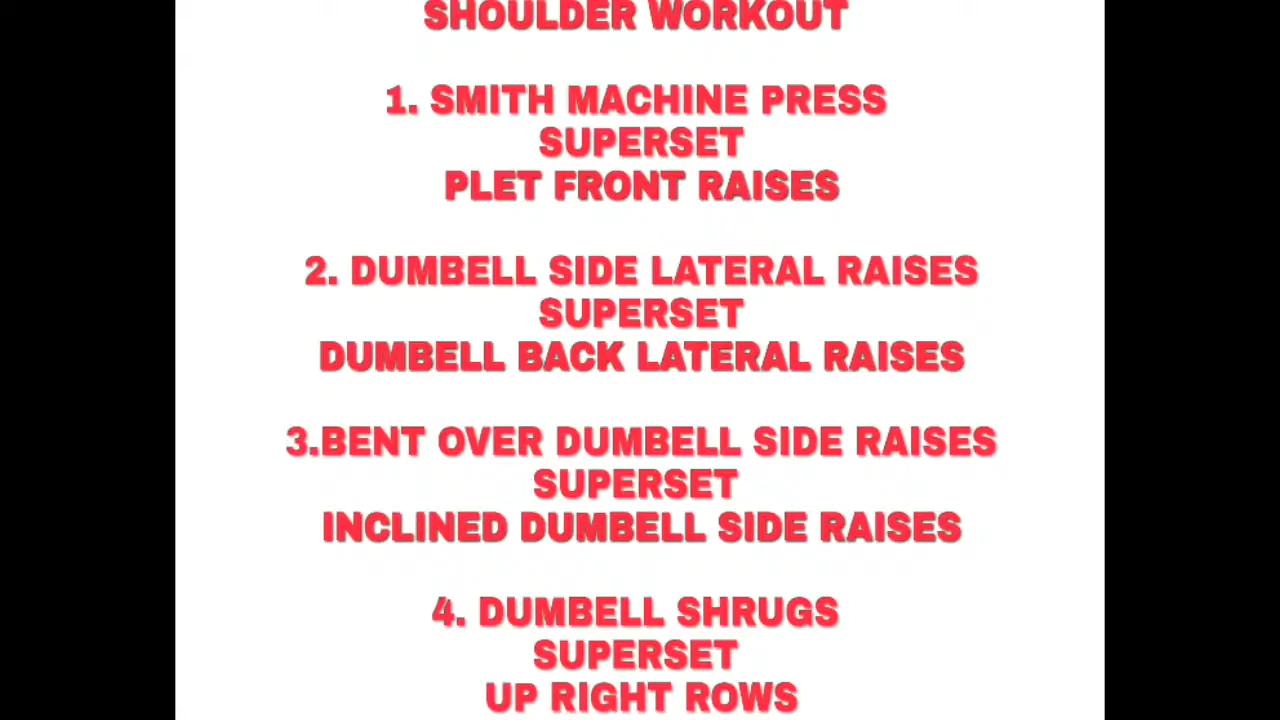 SHOULDER WORKOUT
1. SMITH MACHINE PRESS
SUPERSET
PLET FRONT RAISES
2. DUMBELL SIDE LATERAL RAISES
SUPERSET
DUMBELL BACK LATERAL RAISES
3.BENT OVER DUMBELL SIDE RAISES
SUPERSET
INCLINED DUMBELL SIDE RAISES
4. DUMBELL SHRUGS
SUPERSET
UP RIGHT ROWS